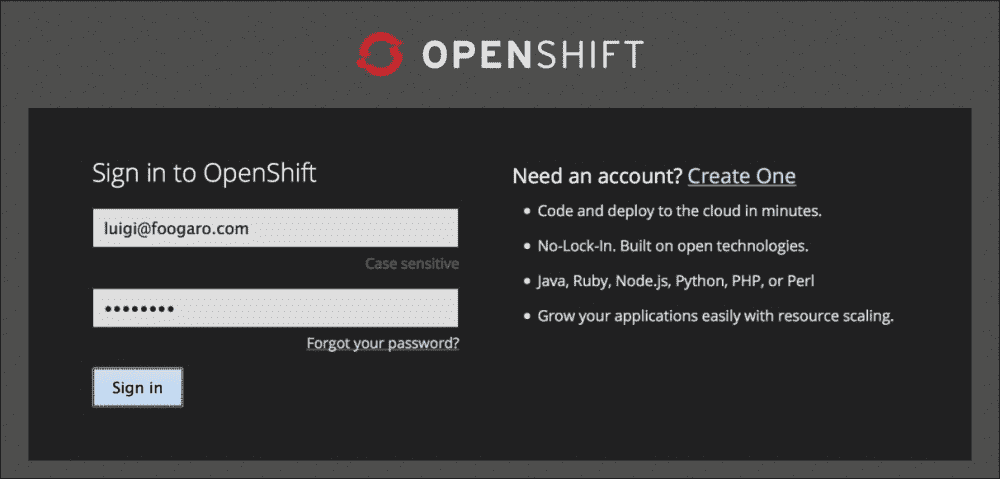 OPENSHIFT
Sign in to OpenShift
luigi@foogaro.com
Case sensitive
••••••••
Forgot your password?
Sign in
Need an account? Create One
• Code and deploy to the cloud in minutes.
• No-Lock-In. Built on open technologies.
• Java, Ruby, Node.js, Python, PHP, or Perl
• Grow your applications easily with resource scaling.